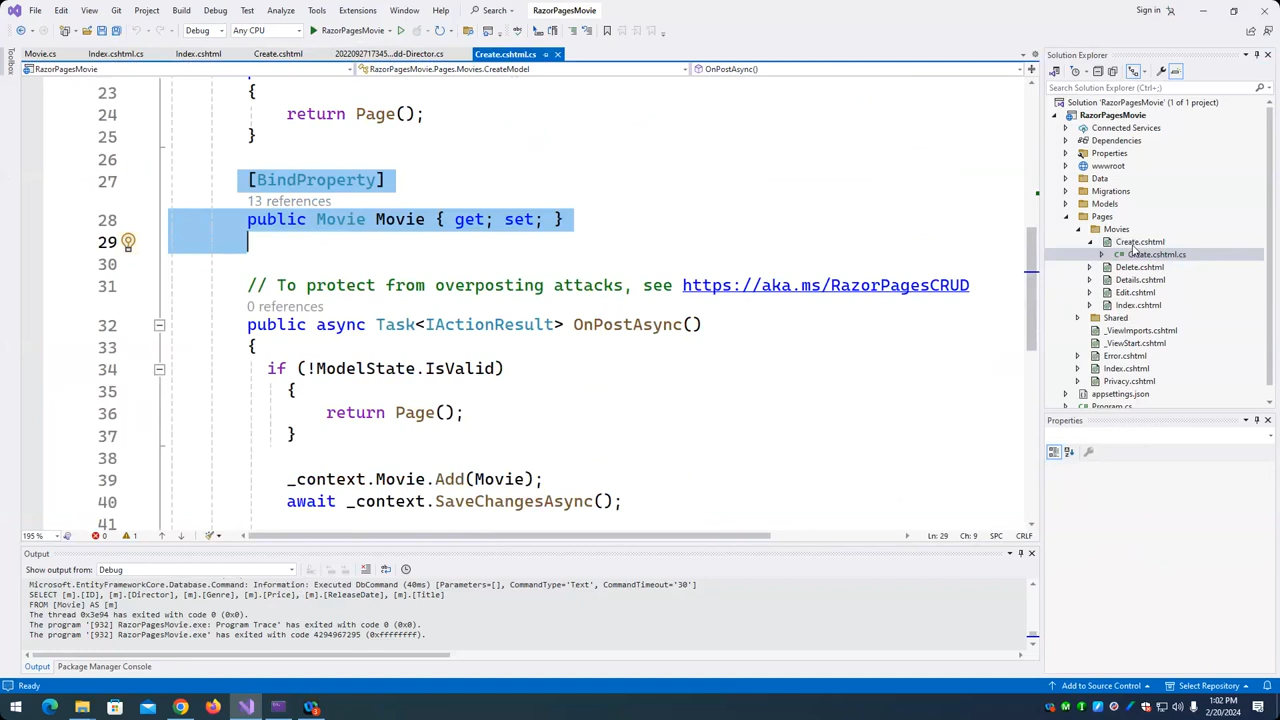 File Edit View Git Project Build Debug Test Analyze Tools Extensions Window Help Search RazorPagesMovie Sign in
Debug Any CPU RazorPagesMovie
Movie.cs Index.cshtml.cs Index.cshtml Create.cshtml 2022092717345...dd-Director.cs Create.cshtml.cs
RazorPagesMovie RazorPagesMovie.Pages.Movies.CreateModel OnPostAsync()
Toolbox
23 {
24 return Page();
25 }
26
27 [BindProperty]
13 references
28 public Movie Movie { get; set; }
29
30
31 // To protect from overposting attacks, see https://aka.ms/RazorPagesCRUD
0 references
32 public async Task<IActionResult> OnPostAsync()
33 {
34 if (!ModelState.IsValid)
35 {
36 return Page();
37 }
38
39 _context.Movie.Add(Movie);
40 await _context.SaveChangesAsync();
41
195 % 0 1 Ln: 29 Ch: 9 SPC CRLF
Output
Show output from: Debug
Microsoft.EntityFrameworkCore.Database.Command: Information: Executed DbCommand (40ms) [Parameters=[], CommandType='Text', CommandTimeout='30']
SELECT [m].[ID], [m].[Director], [m].[Genre], [m].[Price], [m].[ReleaseDate], [m].[Title]
FROM [Movie] AS [m]
The thread 0x3e94 has exited with code 0 (0x0).
The program '[932] RazorPagesMovie.exe: Program Trace' has exited with code 0 (0x0).
The program '[932] RazorPagesMovie.exe' has exited with code 4294967295 (0xffffffff).
Output Package Manager Console
Solution Explorer
Search Solution Explorer (Ctrl+;)
Solution 'RazorPagesMovie' (1 of 1 project)
RazorPagesMovie
Connected Services
Dependencies
Properties
wwwroot
Data
Migrations
Models
Pages
Movies
Create.cshtml
Create.cshtml.cs
Delete.cshtml
Details.cshtml
Edit.cshtml
Index.cshtml
Shared
_ViewImports.cshtml
_ViewStart.cshtml
Error.cshtml
Index.cshtml
Privacy.cshtml
appsettings.json
Program.cs
Properties
Ready Add to Source Control Select Repository
1:02 PM
2/20/2024